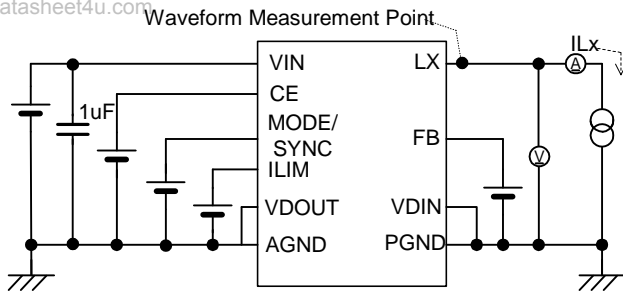 atasheet4u.com
Waveform Measurement Point
ILx
VIN
LX
A
CE
1uF
MODE/
SYNC
FB
V
ILIM
VDOUT
VDIN
AGND
PGND